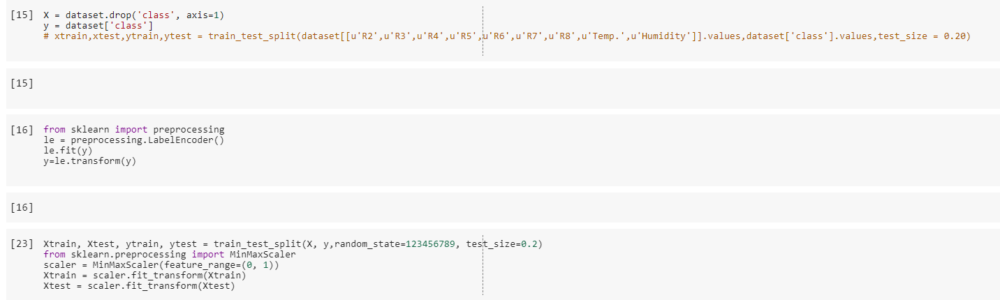 [15] X = dataset.drop('class', axis=1)
y = dataset['class']
# xtrain,xtest,ytrain,ytest = train_test_split(dataset[[u'R2',u'R3',u'R4',u'R5',u'R6',u'R7',u'R8',u'Temp.',u'Humidity']].values,dataset['class'].values,test_size = 0.20)
[15]
[16] from sklearn import preprocessing
le = preprocessing.LabelEncoder()
le.fit(y)
y=le.transform(y)
[16]
[23] Xtrain, Xtest, ytrain, ytest = train_test_split(X, y,random_state=123456789, test_size=0.2)
from sklearn.preprocessing import MinMaxScaler
scaler = MinMaxScaler(feature_range=(0, 1))
Xtrain = scaler.fit_transform(Xtrain)
Xtest = scaler.fit_transform(Xtest)